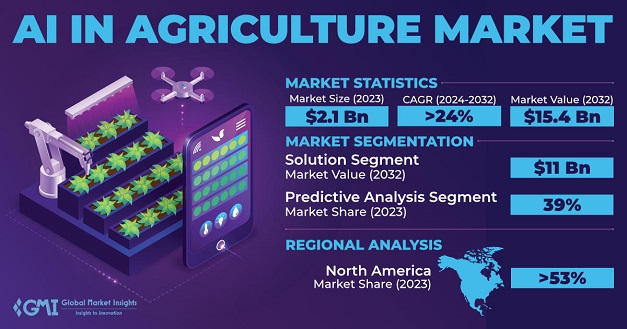 AI IN AGRICULTURE MARKET
MARKET STATISTICS
Market Size (2023)
$2.1 Bn
CAGR (2024-2032)
>24%
Market Value (2032)
$15.4 Bn
MARKET SEGMENTATION
Solution Segment
Market Value (2032)
$11 Bn
Predictive Analysis Segment
Market Share (2023)
39%
REGIONAL ANALYSIS
North America
Market Share (2023)
>53%
GMI Global Market Insights
Insights to Innovation